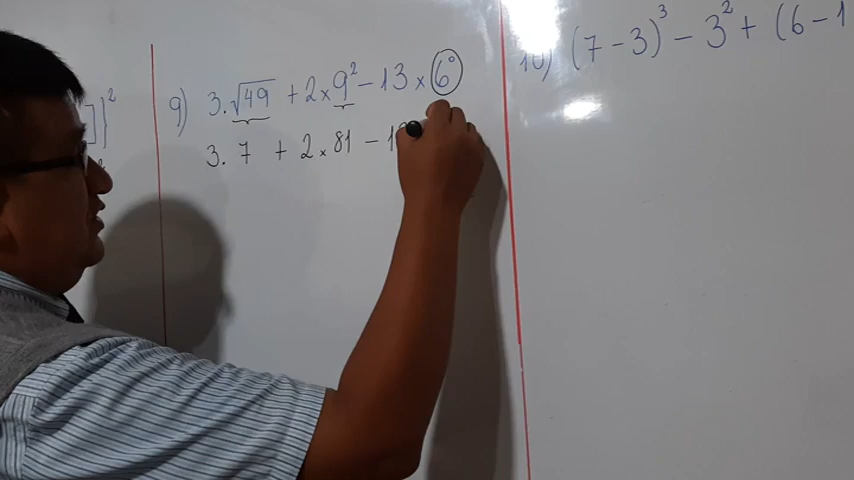 ]}²
9) 3.√49 + 2×9² - 13×6⁰
3. 7 + 2×81 - 1
10) (7-3)³ - 3² + (6-1